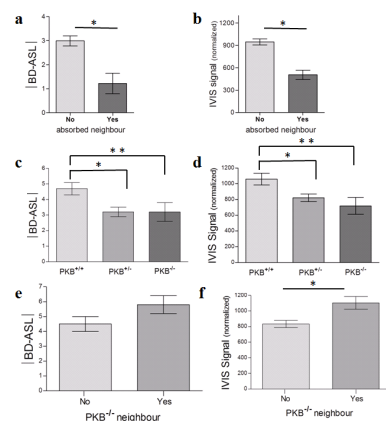 a
*
|BD-ASL|
4
3
2
1
0
No Yes
absorbed neighbour
b
*
IVIS signal (normalized)
1200
900
600
300
0
No Yes
absorbed neighbour
c
* *
*
|BD-ASL|
7
6
5
4
3
2
1
0
PKB+/+ PKB+/- PKB-/-
d
* *
*
IVIS Signal (normalized)
1200
1000
800
600
400
200
0
PKB+/+ PKB+/- PKB-/-
e
|BD-ASL|
7
6
5
4
3
2
1
0
No Yes
PKB-/- neighbour
f
*
IVIS Signal (normalized)
1200
1000
800
600
400
200
0
No Yes
PKB-/- neighbour